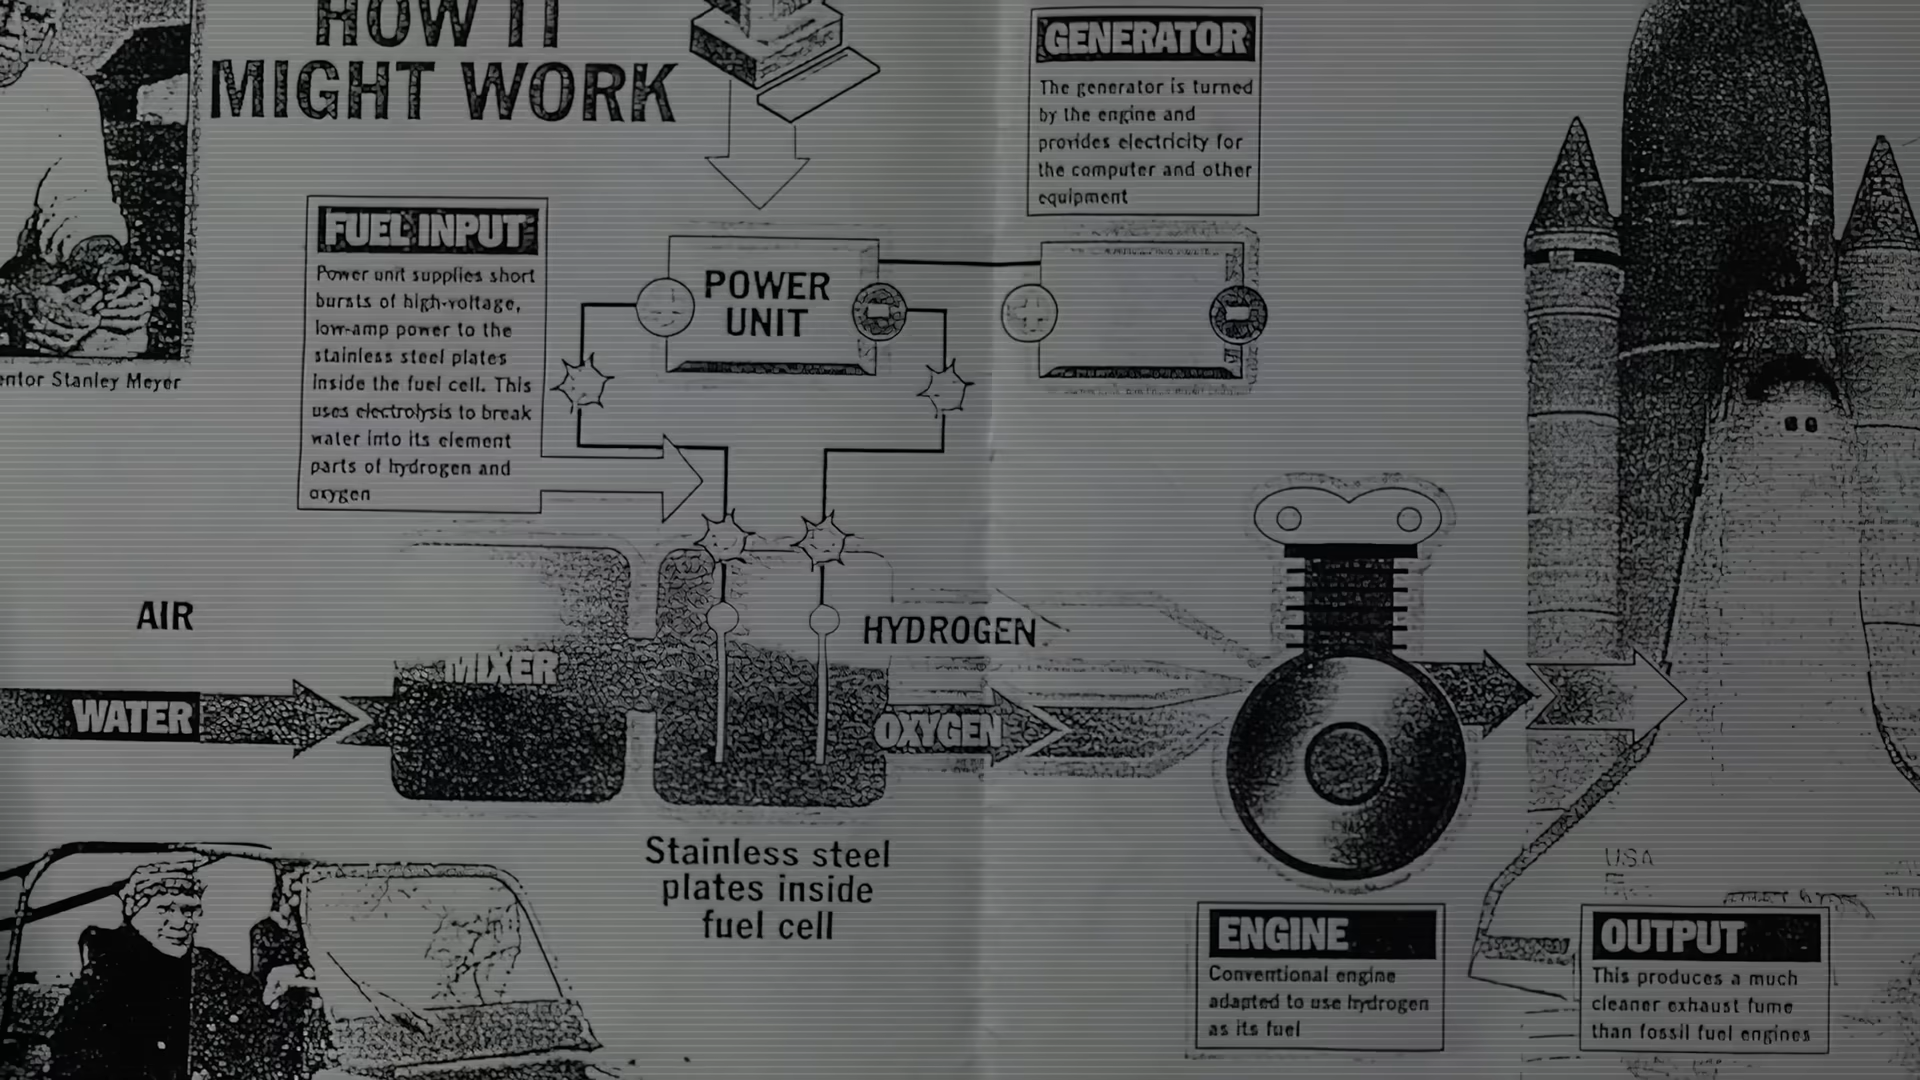 HOW IT
MIGHT WORK
GENERATOR
The generator is turned
by the engine and
provides electricity for
the computer and other
equipment
FUEL INPUT
Power unit supplies short
bursts of high-voltage,
low-amp power to the
stainless steel plates
inside the fuel cell. This
uses electrolysis to break
water into its element
parts of hydrogen and
oxygen
POWER
UNIT
Stanley Meyer
AIR
WATER
MIXER
HYDROGEN
OXYGEN
Stainless steel
plates inside
fuel cell
USA
ENGINE
Conventional engine
adapted to use hydrogen
as its fuel
OUTPUT
This produces a much
cleaner exhaust fume
than fossil fuel engines